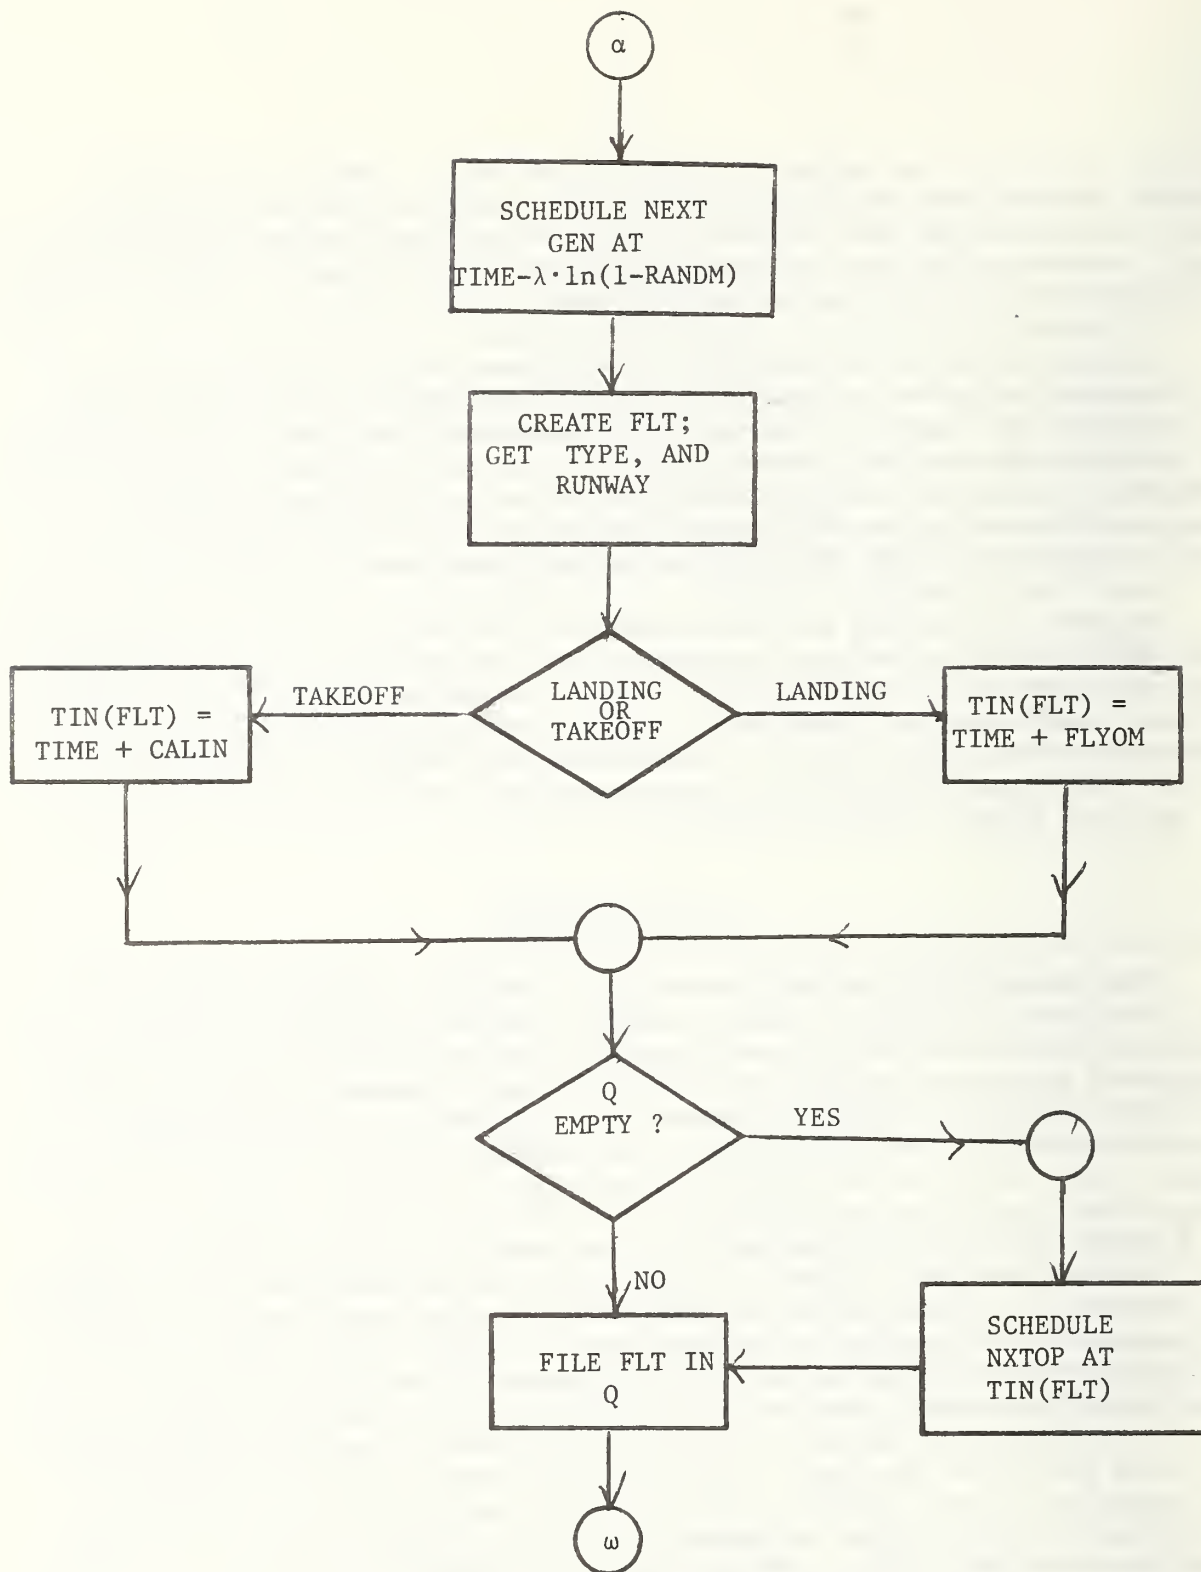 α
SCHEDULE NEXT
GEN AT
TIME-λ·ln(1-RANDM)
CREATE FLT;
GET TYPE, AND
RUNWAY
LANDING
OR
TAKEOFF
TAKEOFF
LANDING
TIN(FLT) =
TIME + CALIN
TIN(FLT) =
TIME + FLYOM
Q
EMPTY ?
YES
NO
SCHEDULE
NXTOP AT
TIN(FLT)
FILE FLT IN
Q
ω